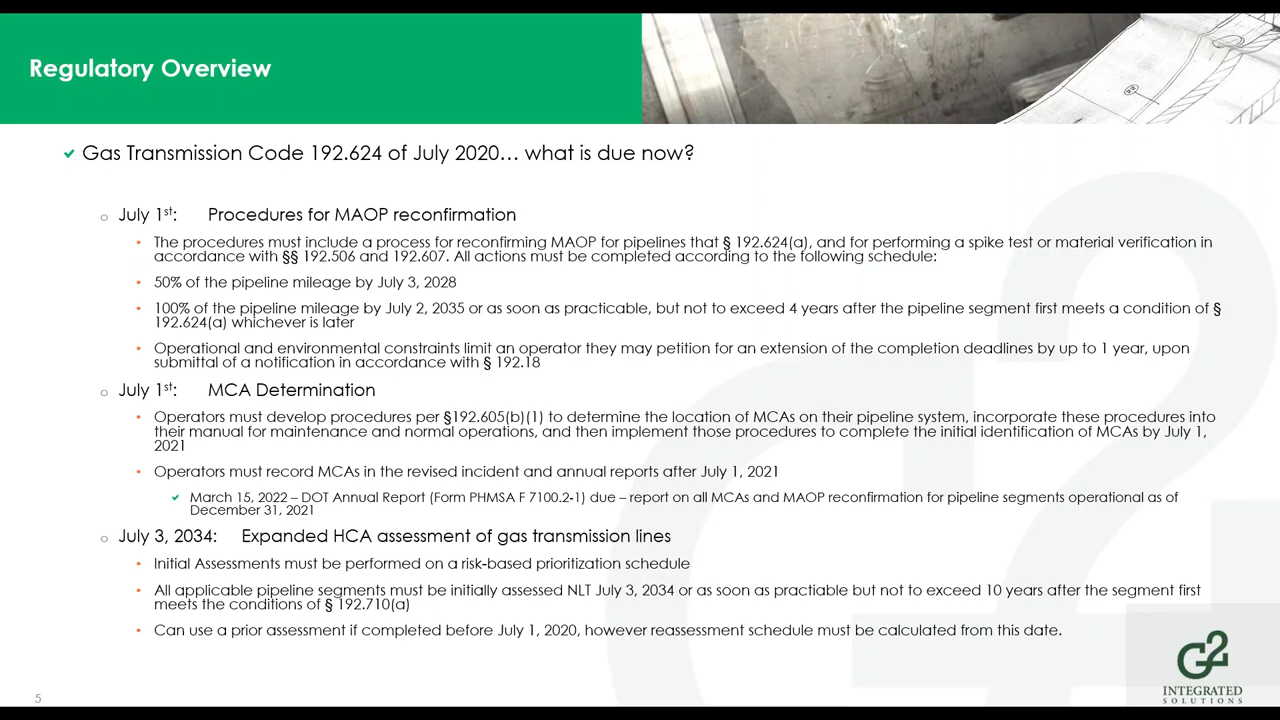 Regulatory Overview
Gas Transmission Code 192.624 of July 2020… what is due now?
July 1st: Procedures for MAOP reconfirmation
The procedures must include a process for reconfirming MAOP for pipelines that § 192.624(a), and for performing a spike test or material verification in
accordance with §§ 192.506 and 192.607. All actions must be completed according to the following schedule:
50% of the pipeline mileage by July 3, 2028
100% of the pipeline mileage by July 2, 2035 or as soon as practicable, but not to exceed 4 years after the pipeline segment first meets a condition of §
192.624(a) whichever is later
Operational and environmental constraints limit an operator they may petition for an extension of the completion deadlines by up to 1 year, upon
submittal of a notification in accordance with § 192.18
July 1st: MCA Determination
Operators must develop procedures per §192.605(b)(1) to determine the location of MCAs on their pipeline system, incorporate these procedures into
their manual for maintenance and normal operations, and then implement those procedures to complete the initial identification of MCAs by July 1,
2021
Operators must record MCAs in the revised incident and annual reports after July 1, 2021
March 15, 2022 – DOT Annual Report (Form PHMSA F 7100.2-1) due – report on all MCAs and MAOP reconfirmation for pipeline segments operational as of
December 31, 2021
July 3, 2034: Expanded HCA assessment of gas transmission lines
Initial Assessments must be performed on a risk-based prioritization schedule
All applicable pipeline segments must be initially assessed NLT July 3, 2034 or as soon as practiable but not to exceed 10 years after the segment first
meets the conditions of § 192.710(a)
Can use a prior assessment if completed before July 1, 2020, however reassessment schedule must be calculated from this date.
G2
INTEGRATED
SOLUTIONS
5